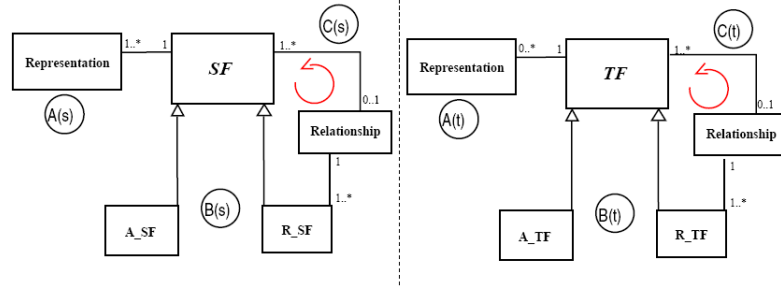 C(s)
1..*
1
1..*
Representation
SF
A(s)
0..1
Relationship
1
B(s)
1..*
A_SF
R_SF
C(t)
0..*
1
1..*
Representation
TF
A(t)
0..1
Relationship
1
B(t)
1..*
A_TF
R_TF